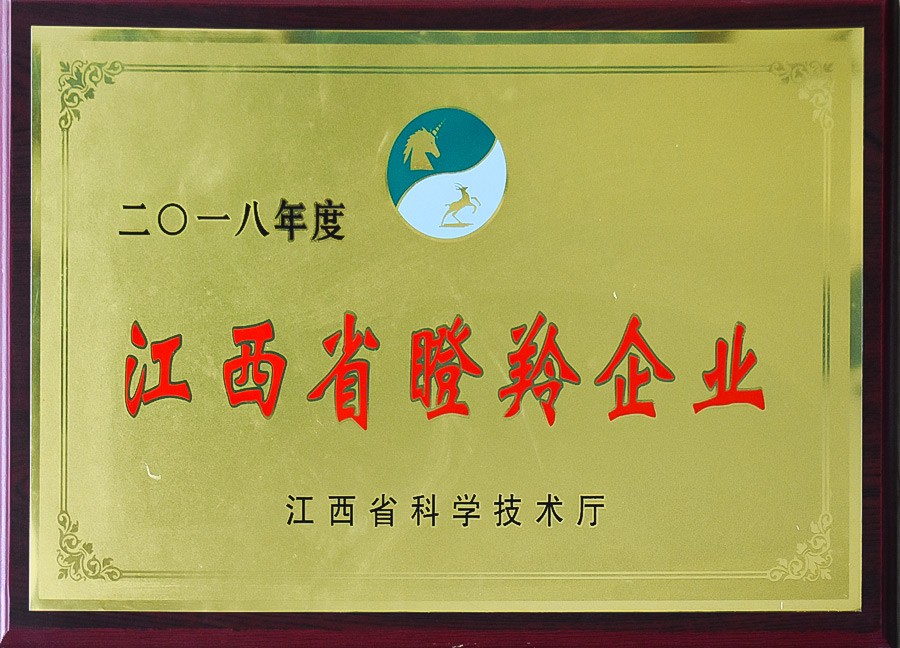 二〇一八年度
江西省瞪羚企业
江西省科学技术厅